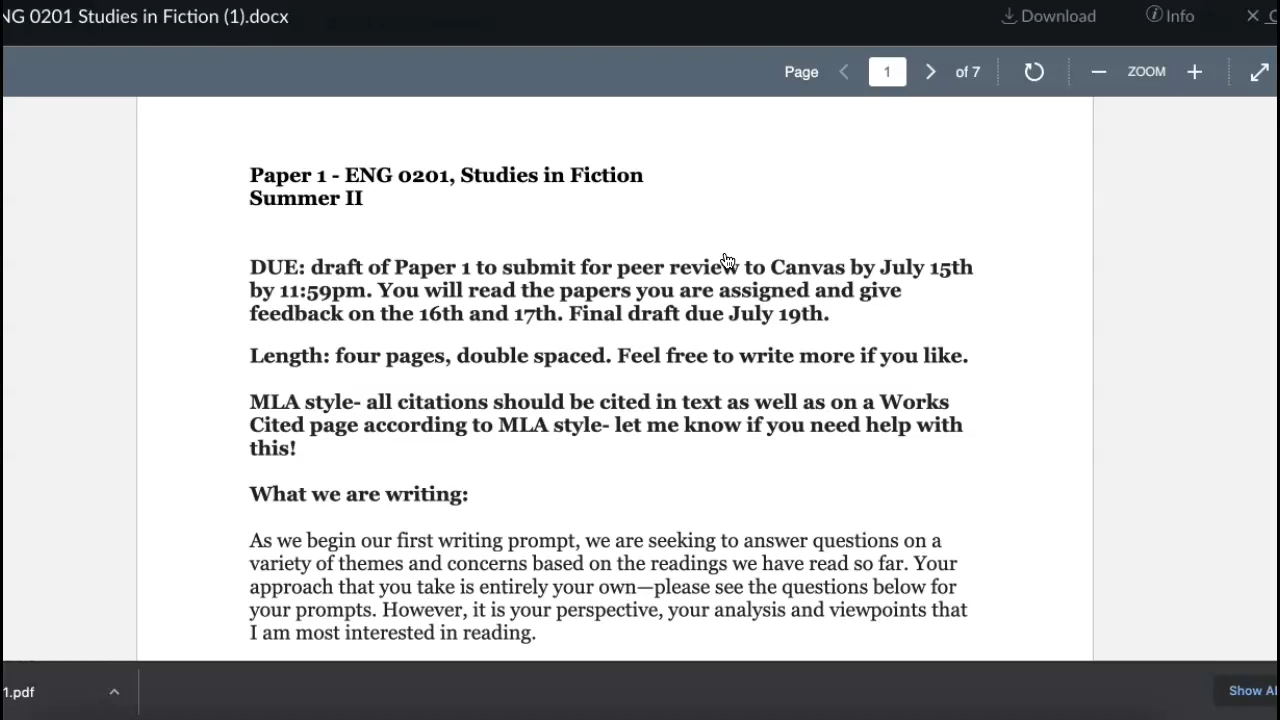 NG 0201 Studies in Fiction (1).docx
Download
Info
Page 1 of 7
ZOOM
Paper 1 - ENG 0201, Studies in Fiction
Summer II
DUE: draft of Paper 1 to submit for peer review to Canvas by July 15th
by 11:59pm. You will read the papers you are assigned and give
feedback on the 16th and 17th. Final draft due July 19th.
Length: four pages, double spaced. Feel free to write more if you like.
MLA style- all citations should be cited in text as well as on a Works
Cited page according to MLA style- let me know if you need help with
this!
What we are writing:
As we begin our first writing prompt, we are seeking to answer questions on a
variety of themes and concerns based on the readings we have read so far. Your
approach that you take is entirely your own—please see the questions below for
your prompts. However, it is your perspective, your analysis and viewpoints that
I am most interested in reading.
1.pdf
Show